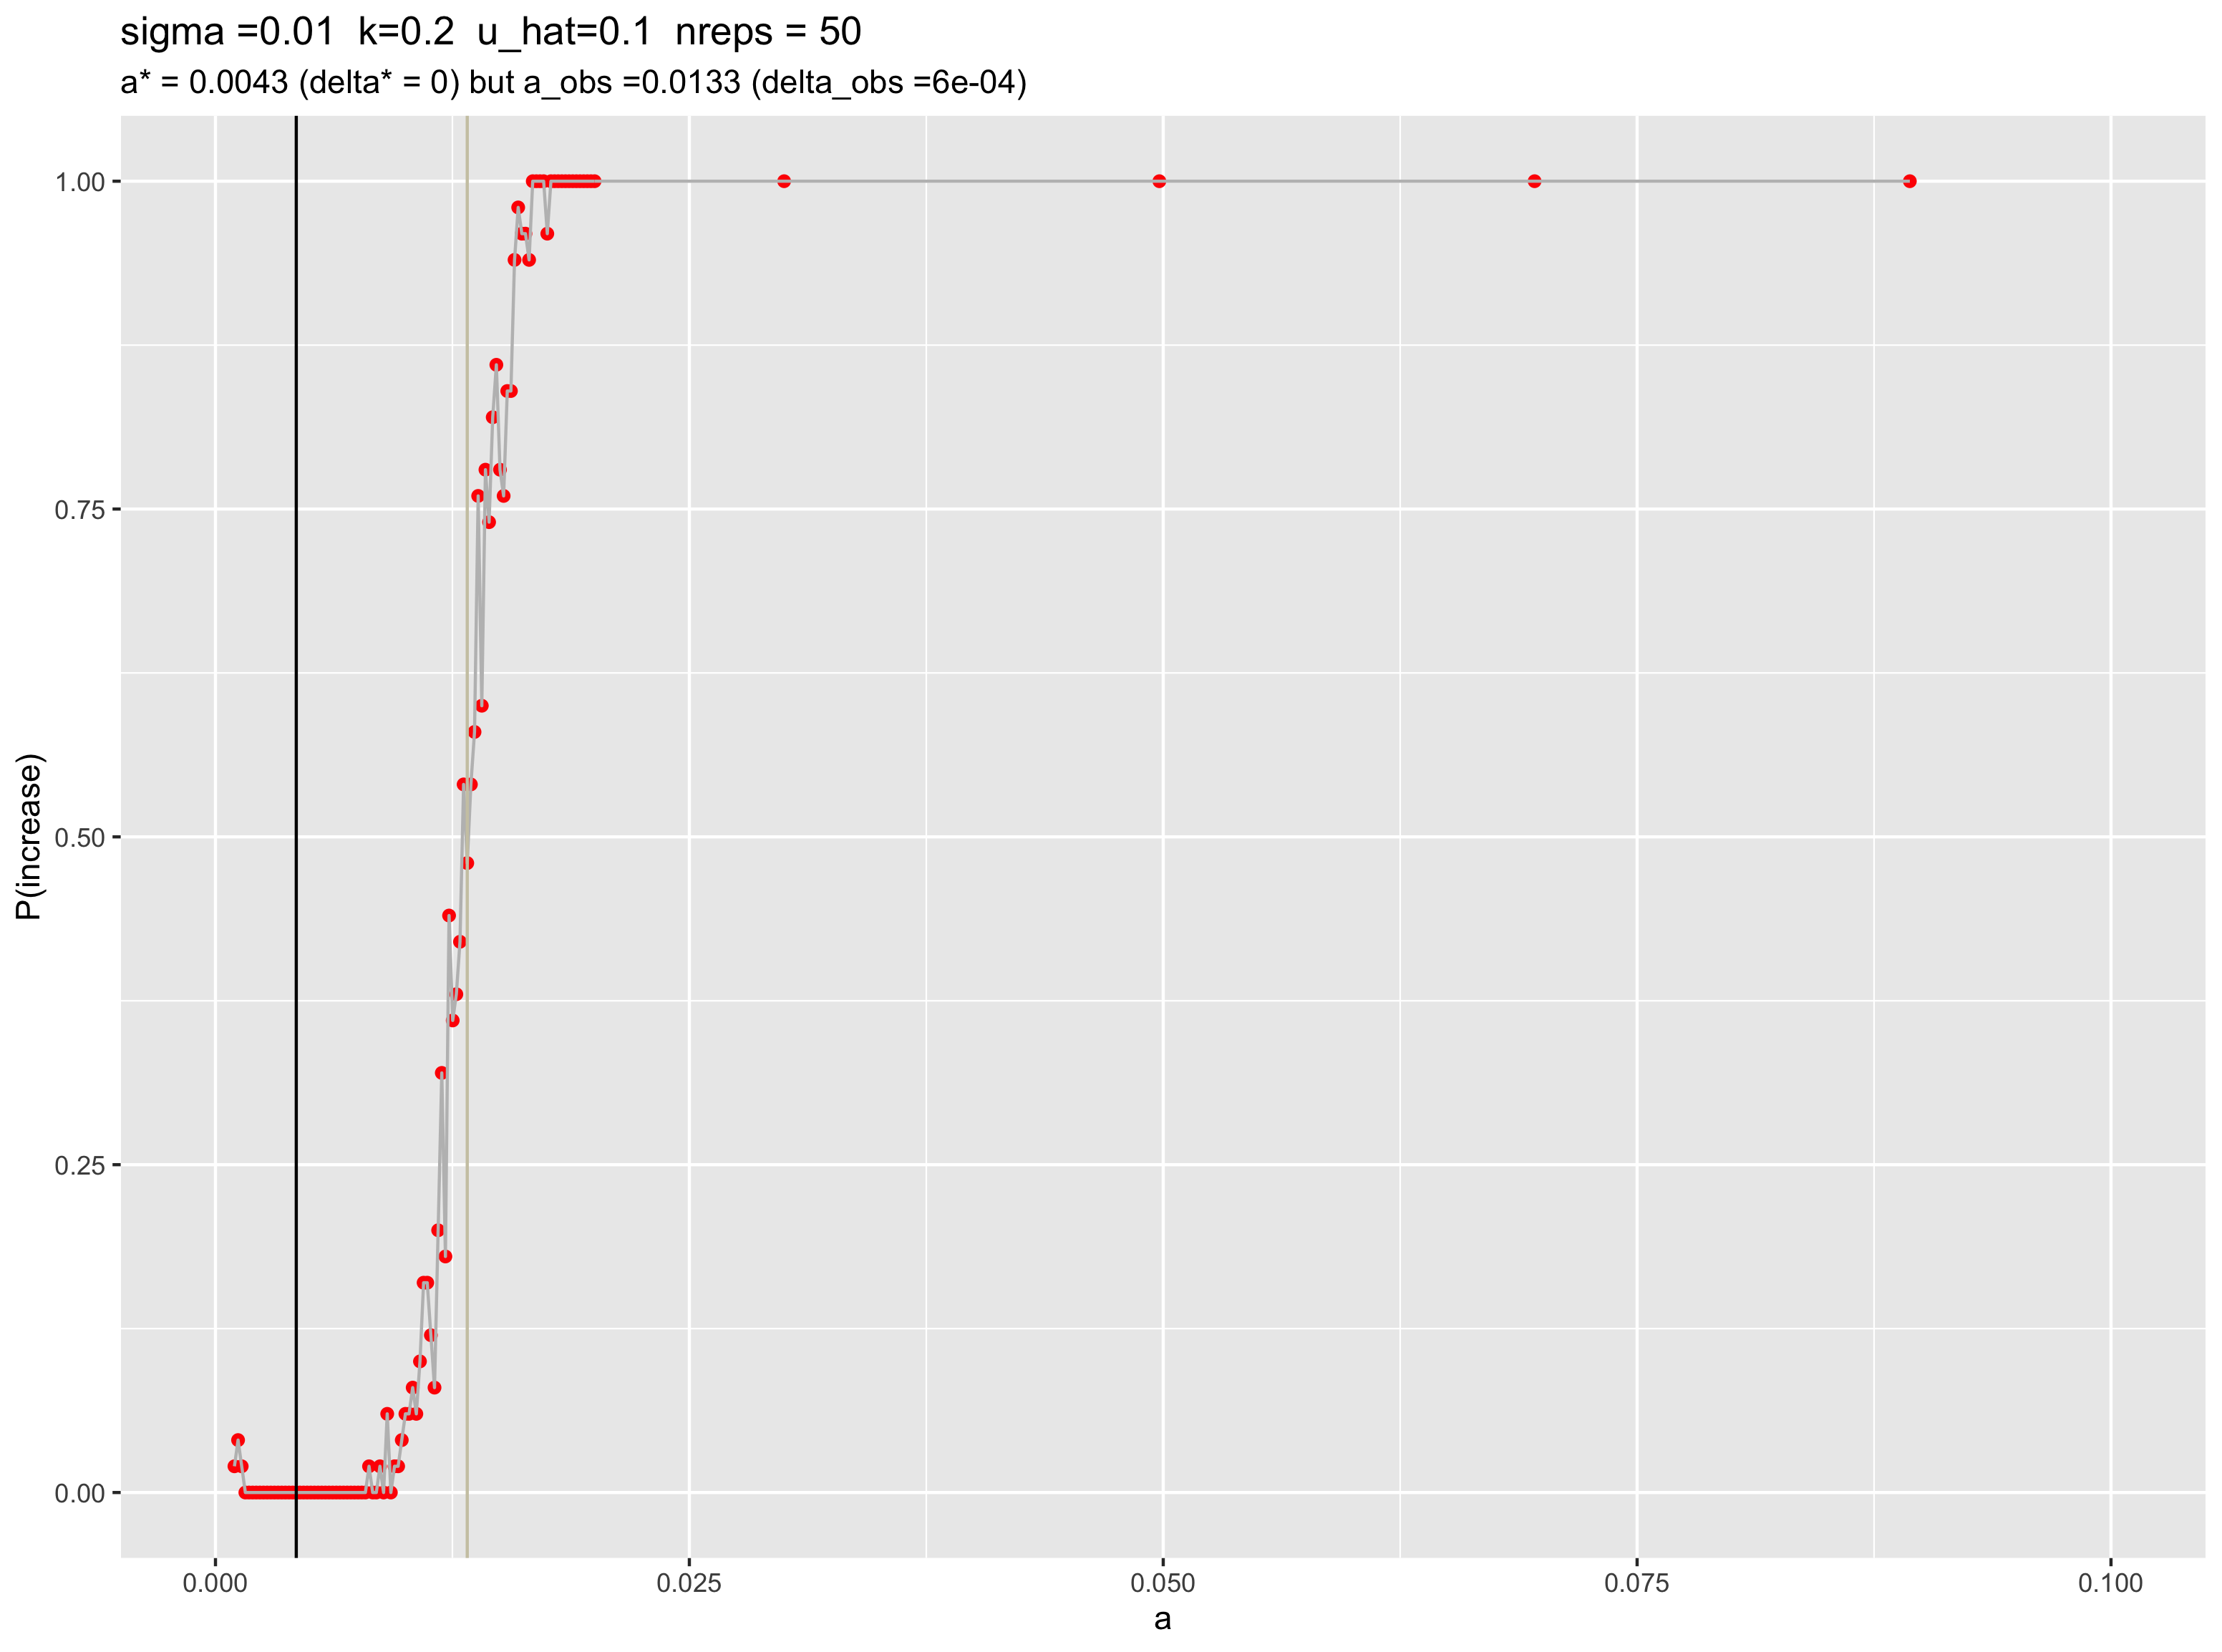 sigma =0.01  k=0.2  u_hat=0.1  nreps = 50
a* = 0.0043 (delta* = 0) but a_obs =0.0133 (delta_obs =6e-04)
P(increase)
1.00
0.75
0.50
0.25
0.00
0.000 0.025 0.050 0.075 0.100
a